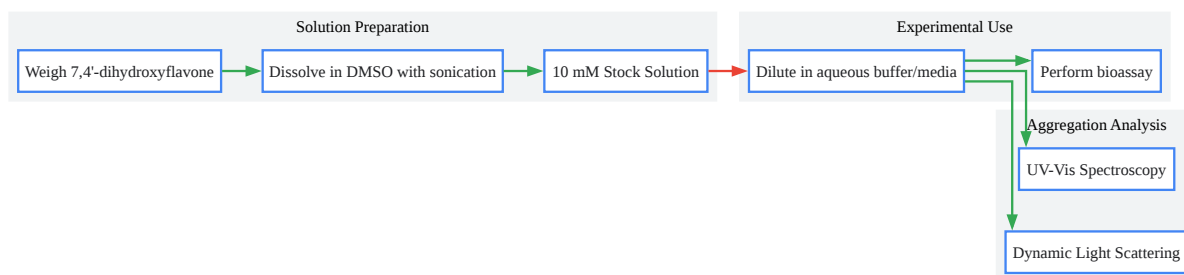 Solution Preparation
Experimental Use
Weigh 7,4'-dihydroxyflavone
Dissolve in DMSO with sonication
10 mM Stock Solution
Dilute in aqueous buffer/media
Perform bioassay
Aggregation Analysis
UV-Vis Spectroscopy
Dynamic Light Scattering